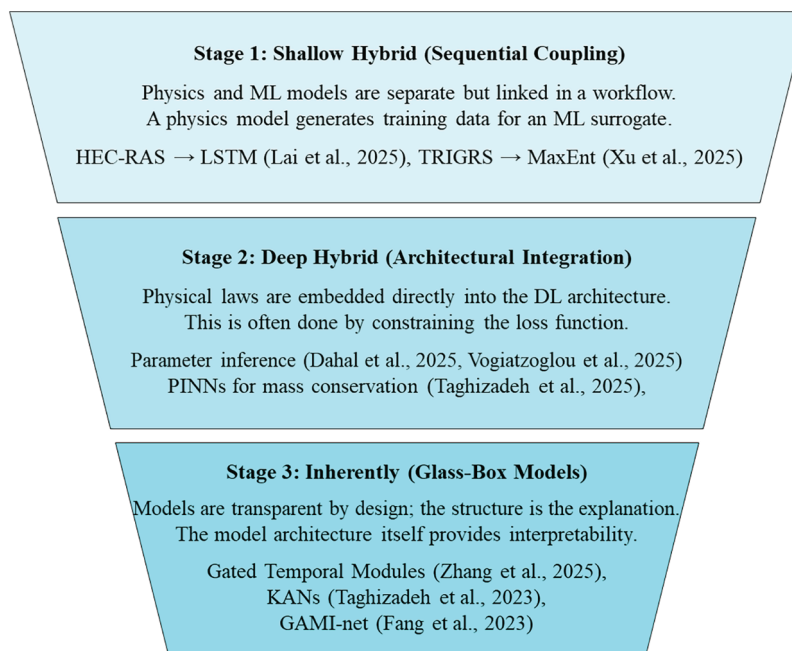 Stage 1: Shallow Hybrid (Sequential Coupling)
Physics and ML models are separate but linked in a workflow.
A physics model generates training data for an ML surrogate.
HEC-RAS → LSTM (Lai et al., 2025), TRIGRS → MaxEnt (Xu et al., 2025)
Stage 2: Deep Hybrid (Architectural Integration)
Physical laws are embedded directly into the DL architecture.
This is often done by constraining the loss function.
Parameter inference (Dahal et al., 2025, Vogiatzoglou et al., 2025)
PINNs for mass conservation (Taghizadeh et al., 2025),
Stage 3: Inherently (Glass-Box Models)
Models are transparent by design; the structure is the explanation.
The model architecture itself provides interpretability.
Gated Temporal Modules (Zhang et al., 2025),
KANs (Taghizadeh et al., 2023),
GAMI-net (Fang et al., 2023)